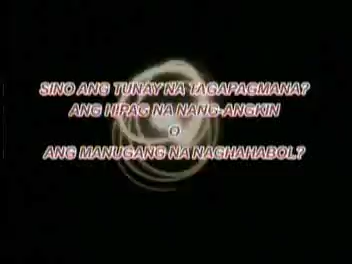 SINO ANG TUNAY NA TAGAPAGMANA?
ANG HIPAG NA NANG-ANGKIN
O
ANG MANUGANG NA NAGHAHABOL?